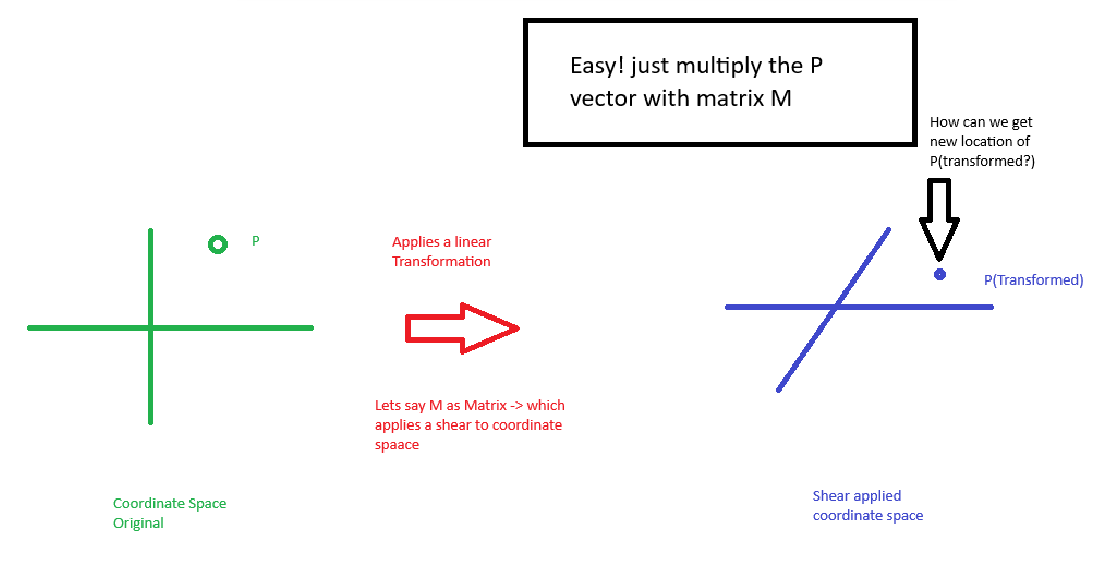 Easy! just multiply the P
vector with matrix M
How can we get
new location of
P(transformed?)
P
Applies a linear
Transformation
P(Transformed)
Lets say M as Matrix -> which
applies a shear to coordinate
spaace
Coordinate Space
Original
Shear applied
coordinate space